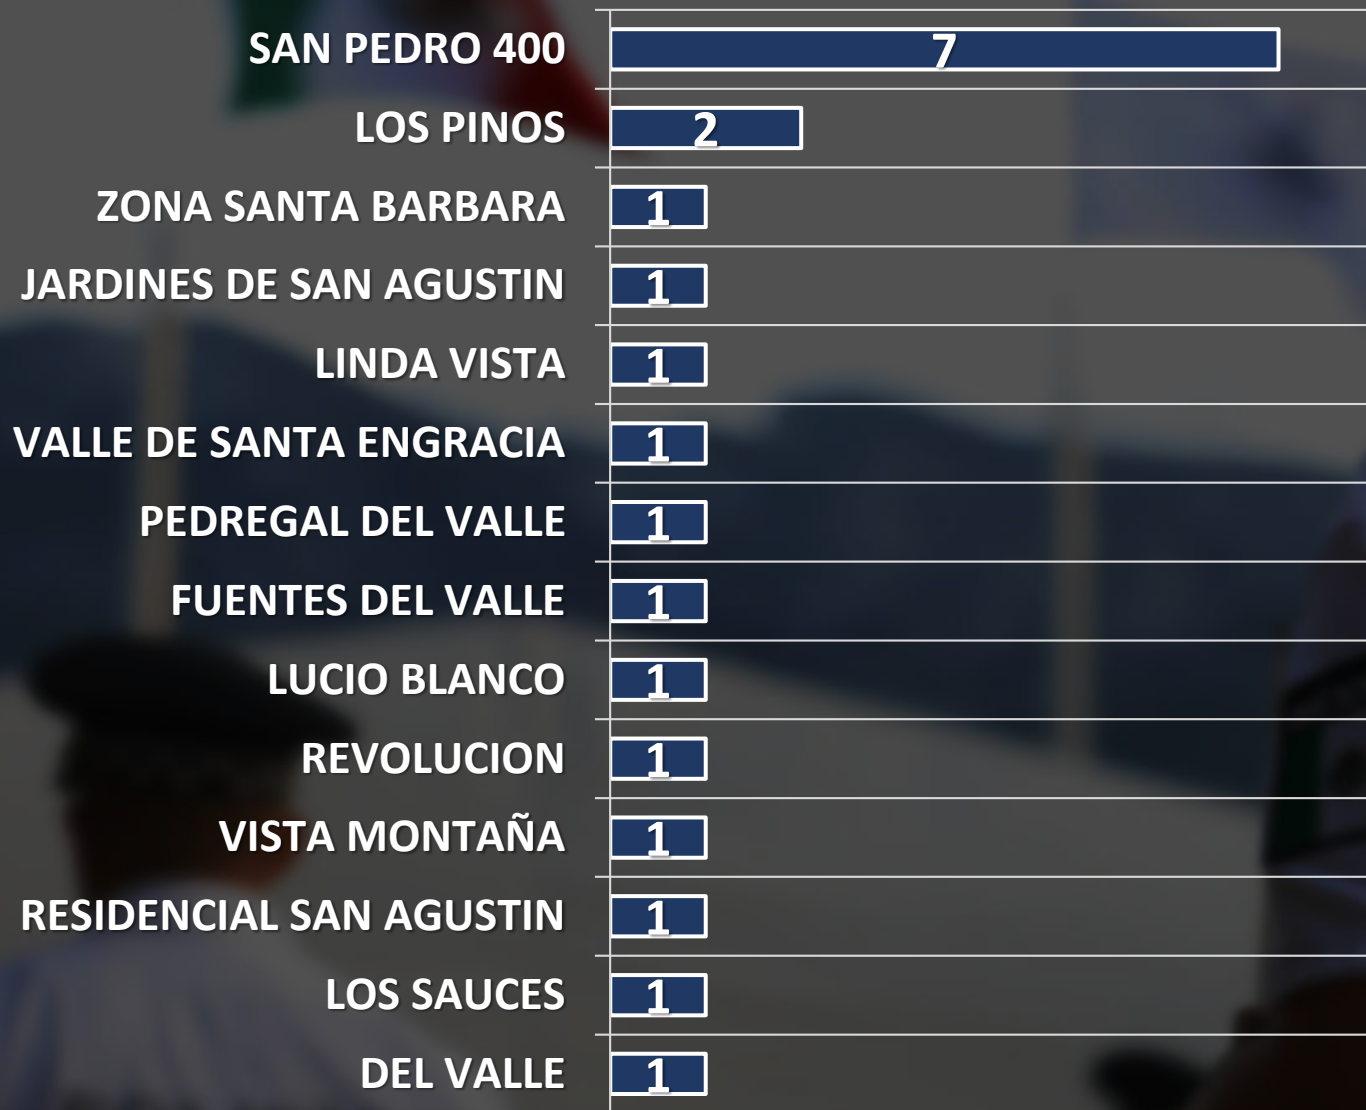 SAN PEDRO 400 7
LOS PINOS 2
ZONA SANTA BARBARA 1
JARDINES DE SAN AGUSTIN 1
LINDA VISTA 1
VALLE DE SANTA ENGRACIA 1
PEDREGAL DEL VALLE 1
FUENTES DEL VALLE 1
LUCIO BLANCO 1
REVOLUCION 1
VISTA MONTAÑA 1
RESIDENCIAL SAN AGUSTIN 1
LOS SAUCES 1
DEL VALLE 1